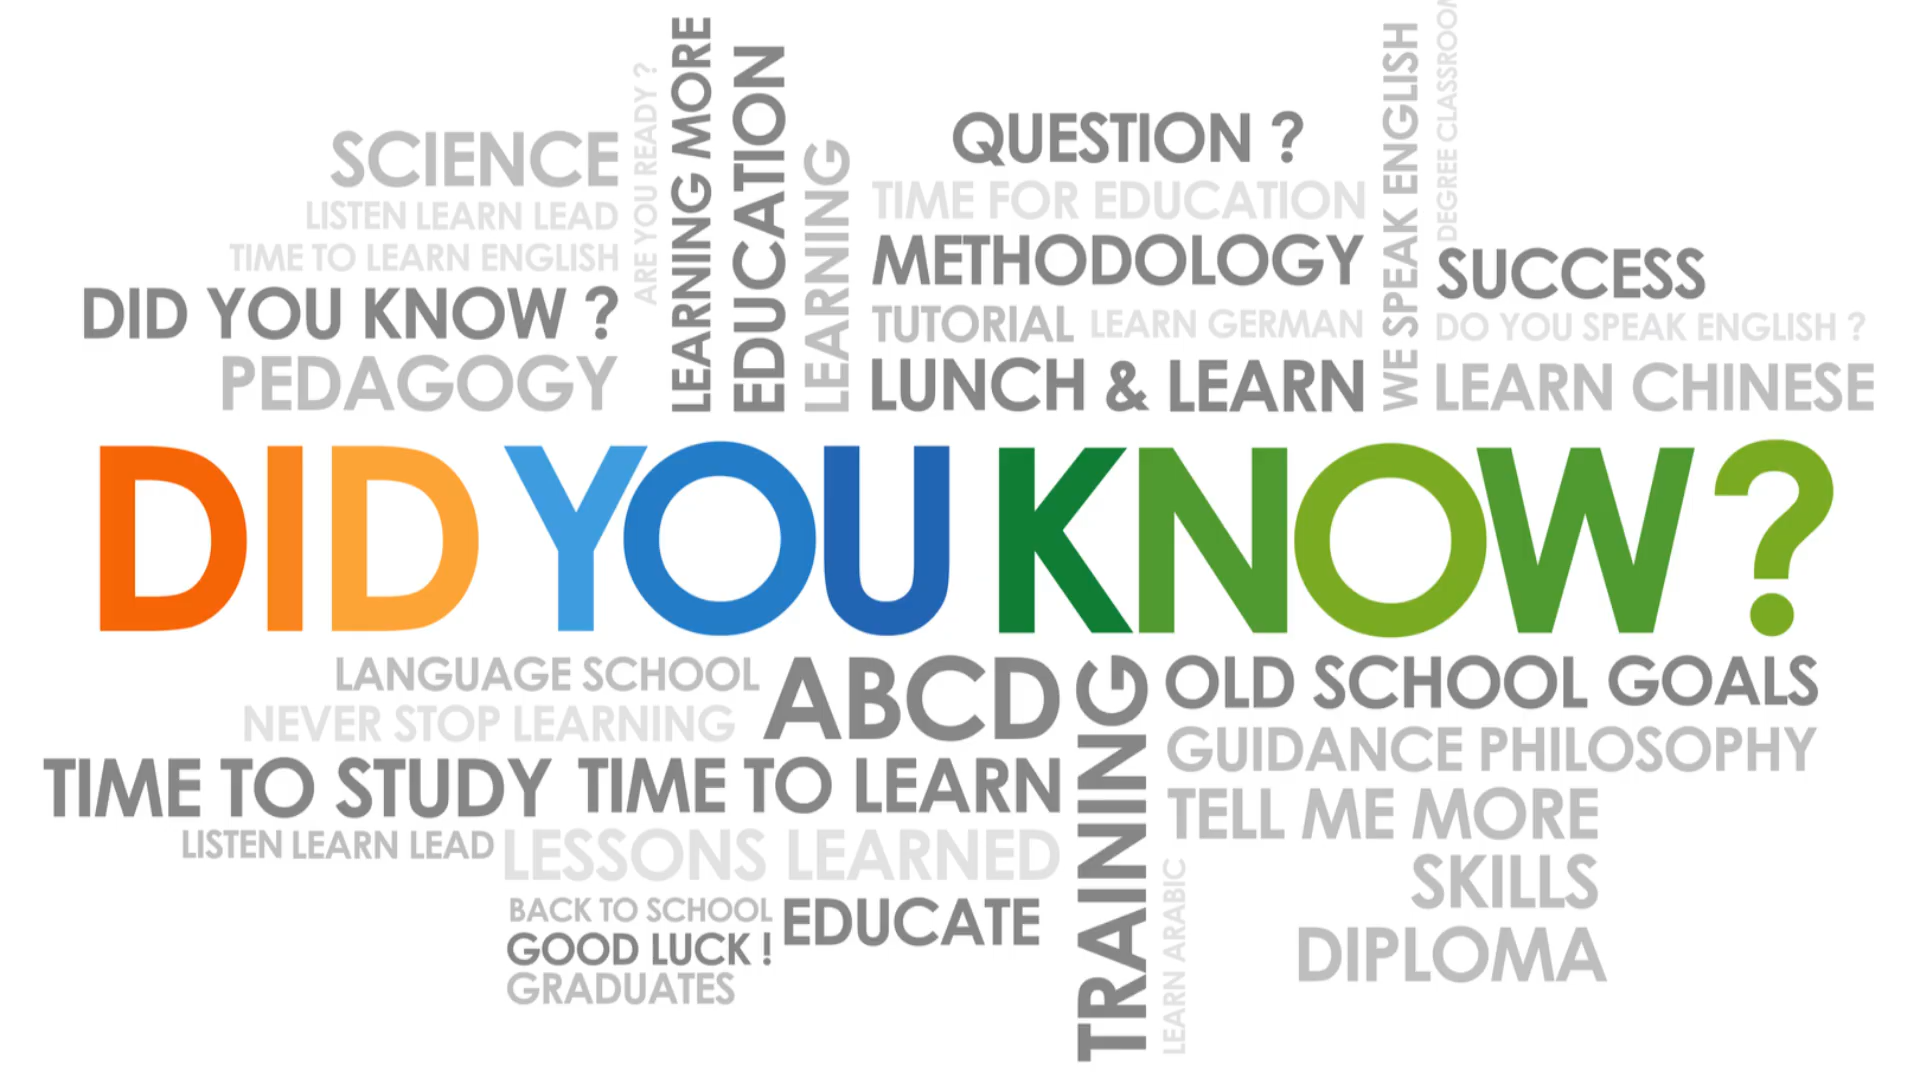 SCIENCE
LISTEN LEARN LEAD
TIME TO LEARN ENGLISH
DID YOU KNOW ?
PEDAGOGY
ARE YOU READY ?
LEARNING MORE
EDUCATION
LEARNING
QUESTION ?
TIME FOR EDUCATION
METHODOLOGY
TUTORIAL LEARN GERMAN
LUNCH & LEARN
WE SPEAK ENGLISH
DEGREE CLASSROOM
SUCCESS
DO YOU SPEAK ENGLISH ?
LEARN CHINESE
DID YOU KNOW ?
LANGUAGE SCHOOL
NEVER STOP LEARNING
ABCD
TIME TO STUDY
TIME TO LEARN
LISTEN LEARN LEAD
LESSONS LEARNED
BACK TO SCHOOL
GOOD LUCK !
GRADUATES
EDUCATE
TRAINING
LEARN ARABIC
OLD SCHOOL GOALS
GUIDANCE PHILOSOPHY
TELL ME MORE
SKILLS
DIPLOMA